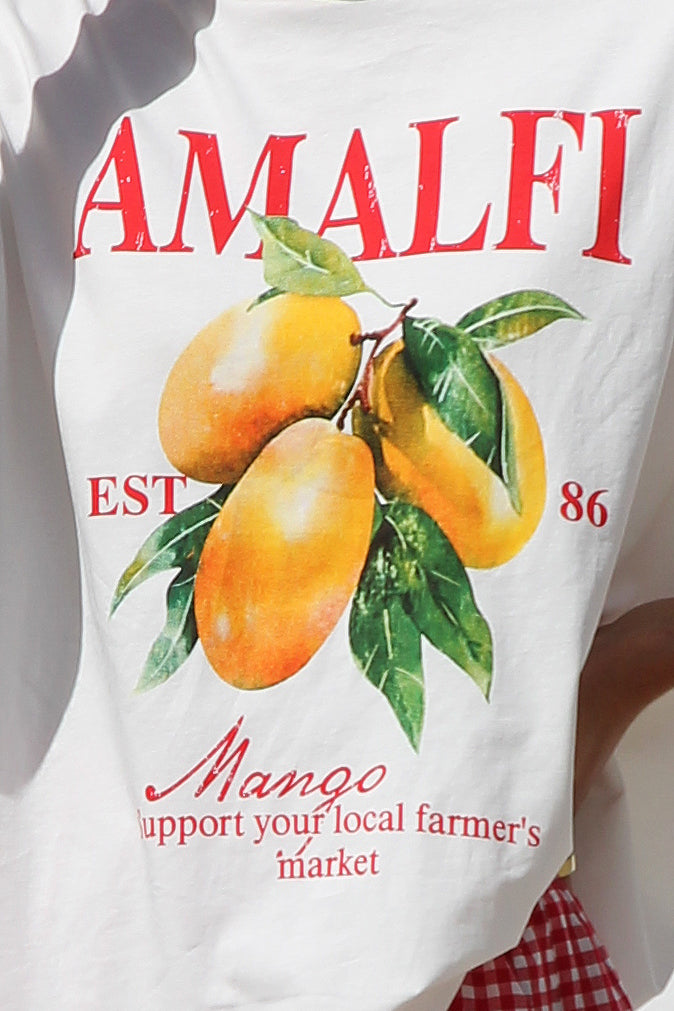 AMALFI
EST 86
Mango
Support your local farmer's
market